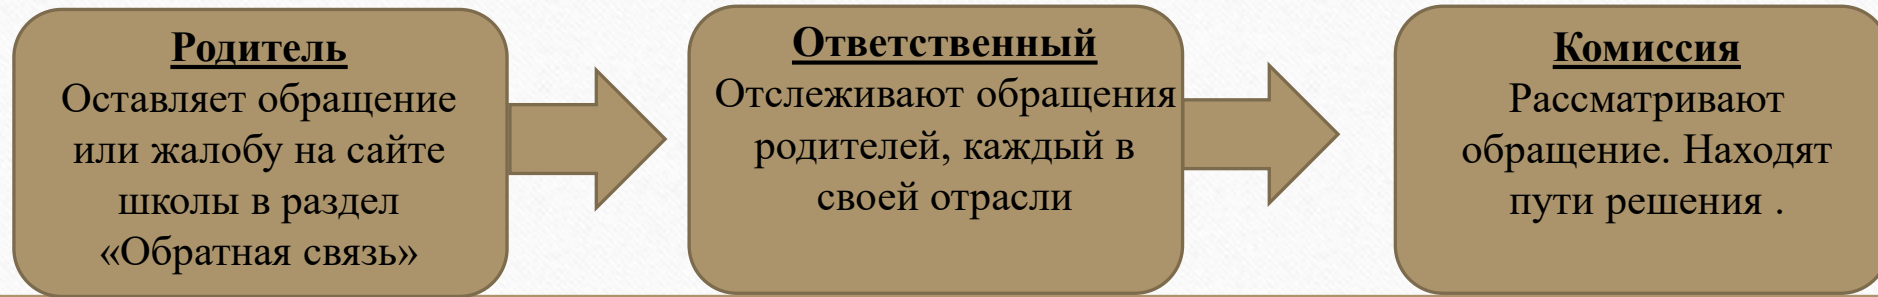 Родитель
Оставляет обращение
или жалобу на сайте
школы в раздел
«Обратная связь»
Ответственный
Отслеживают обращения
родителей, каждый в
своей отрасли
Комиссия
Рассматривают
обращение. Находят
пути решения .